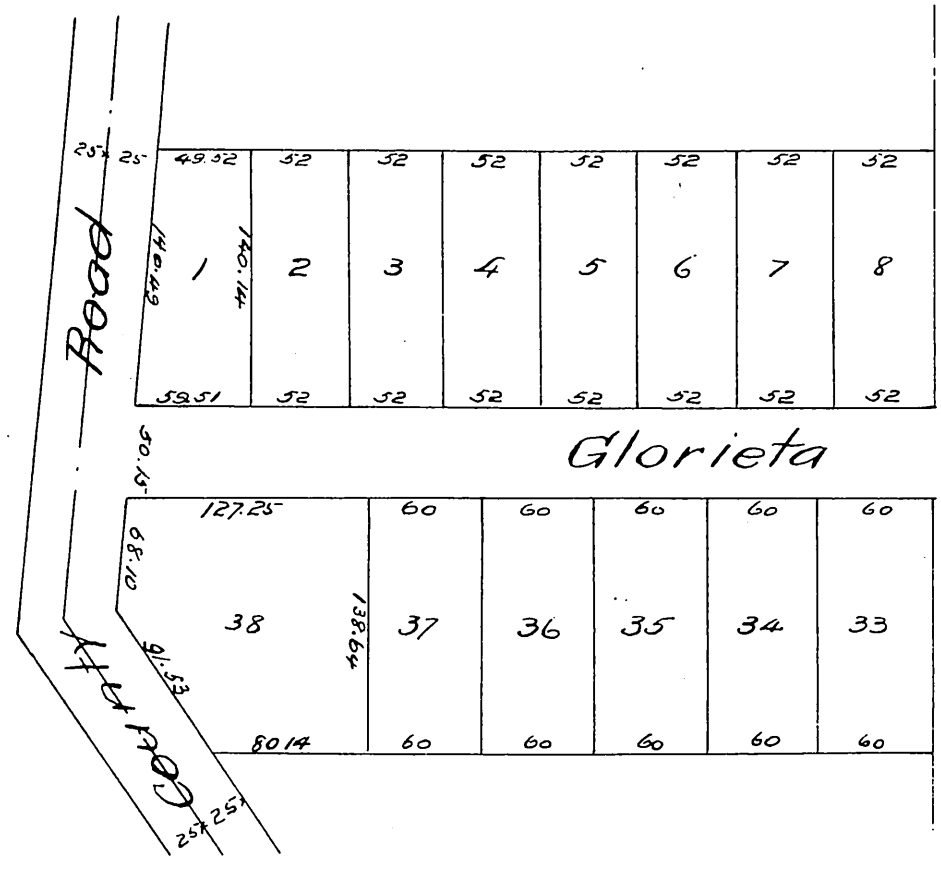 25 25 49.52 52 52 52 52 52 52 52
Road
140.49 1 140.14 2 3 4 5 6 7 8
59.51 52 52 52 52 52 52 52
50.15 Glorieta
127.25 60 60 60 60 60
68.10
38 138.64 37 36 35 34 33
91.53
80.14 60 60 60 60 60
County
25 25